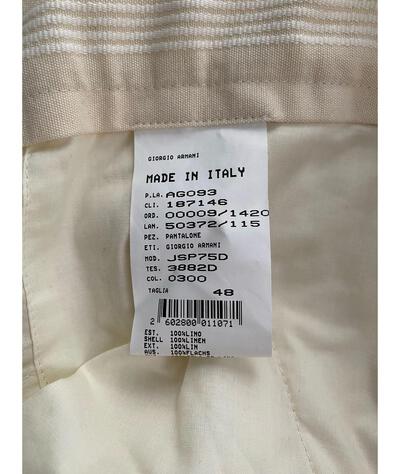 GIORGIO ARMANI
MADE IN ITALY
P.LA. AG093
CLI. 187146
ORD. 00009/1420
LAN. 50372/115
PEZ. PANTALONE
ETI. GIORGIO ARMANI
MOD. JSP75D
TES. 3882D
COL. 0300
TAGLIA 48
2 602800 011071
EST. 100%LINO
SHELL 100%LINEN
EXT. 100%LIN
AUS. 100%FLACHS